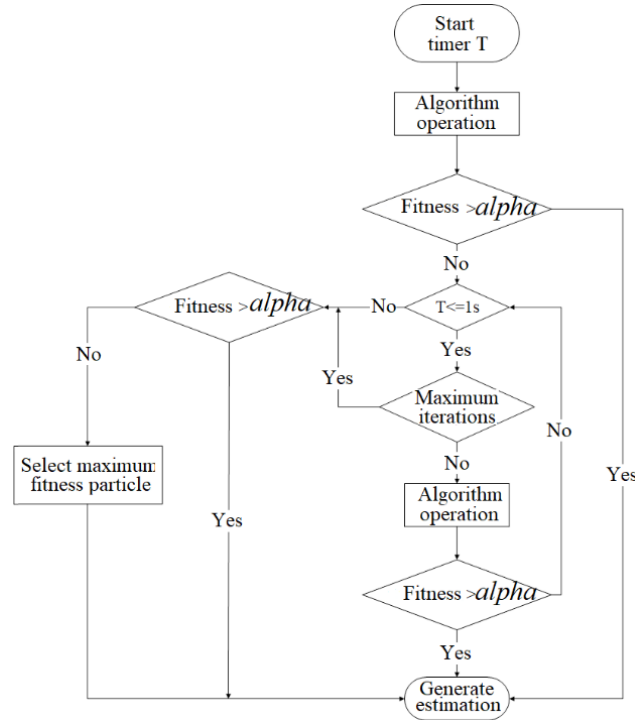 Start
timer T
Algorithm
operation
Fitness >alpha
No
Fitness >alpha
No
T<=1s
No
Yes
Yes
Maximum
iterations
No
Select maximum
fitness particle
No
Algorithm
operation
Yes
Yes
Fitness >alpha
Yes
Generate
estimation